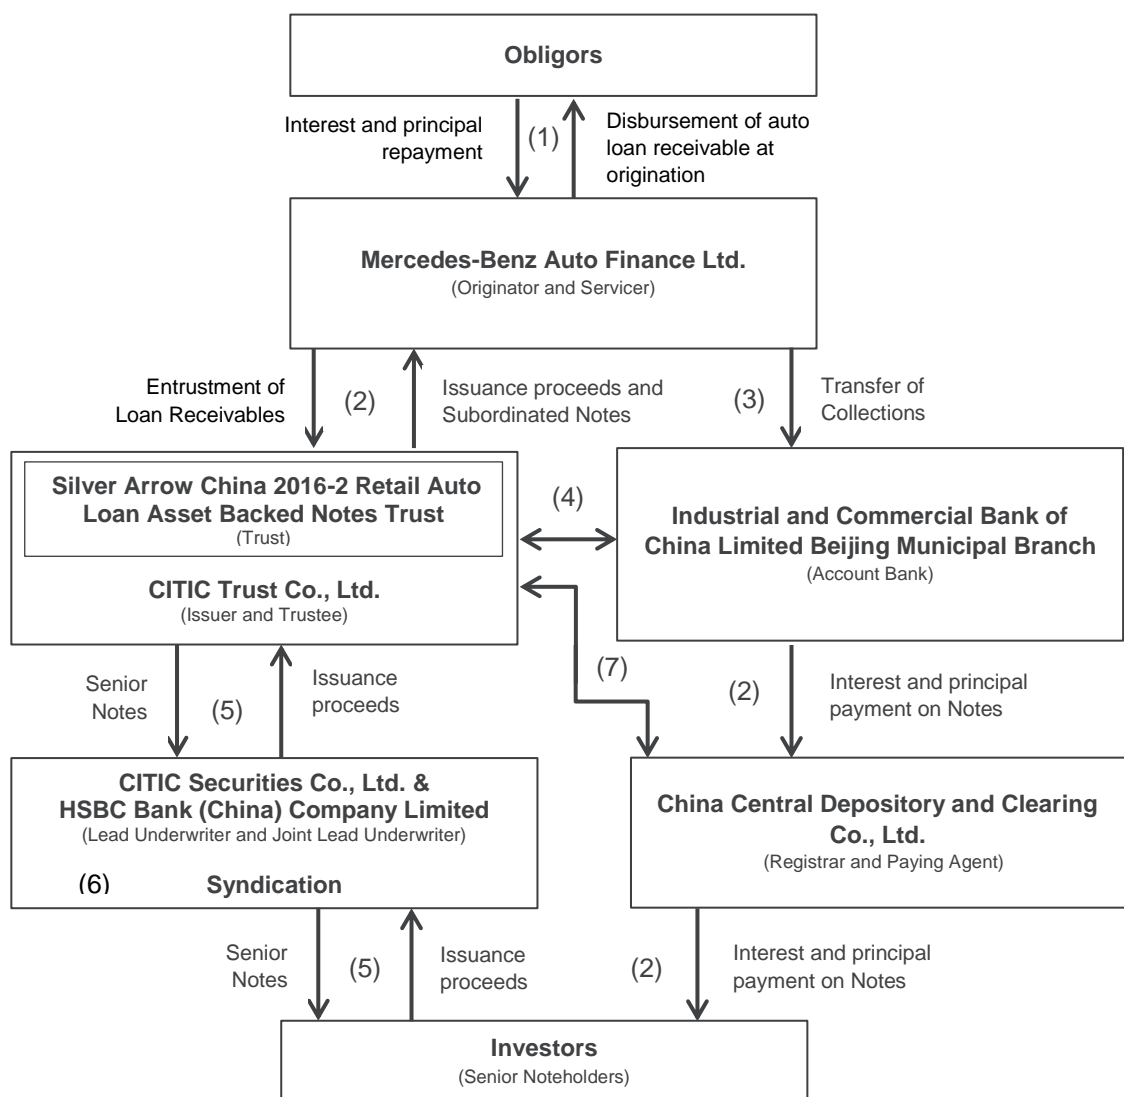 Obligors
Interest and principal
repayment
(1)
Disbursement of auto
loan receivable at
origination
Mercedes-Benz Auto Finance Ltd.
(Originator and Servicer)
Entrustment of
Loan Receivables
(2)
Issuance proceeds and
Subordinated Notes
(3)
Transfer of
Collections
Silver Arrow China 2016-2 Retail Auto
Loan Asset Backed Notes Trust
(Trust)
CITIC Trust Co., Ltd.
(Issuer and Trustee)
(4)
Industrial and Commercial Bank of
China Limited Beijing Municipal Branch
(Account Bank)
Senior
Notes
(5)
Issuance
proceeds
(7)
(2)
Interest and principal
payment on Notes
CITIC Securities Co., Ltd. &
HSBC Bank (China) Company Limited
(Lead Underwriter and Joint Lead Underwriter)
(6)
Syndication
China Central Depository and Clearing
Co., Ltd.
(Registrar and Paying Agent)
Senior
Notes
(5)
Issuance
proceeds
(2)
Interest and principal
payment on Notes
Investors
(Senior Noteholders)